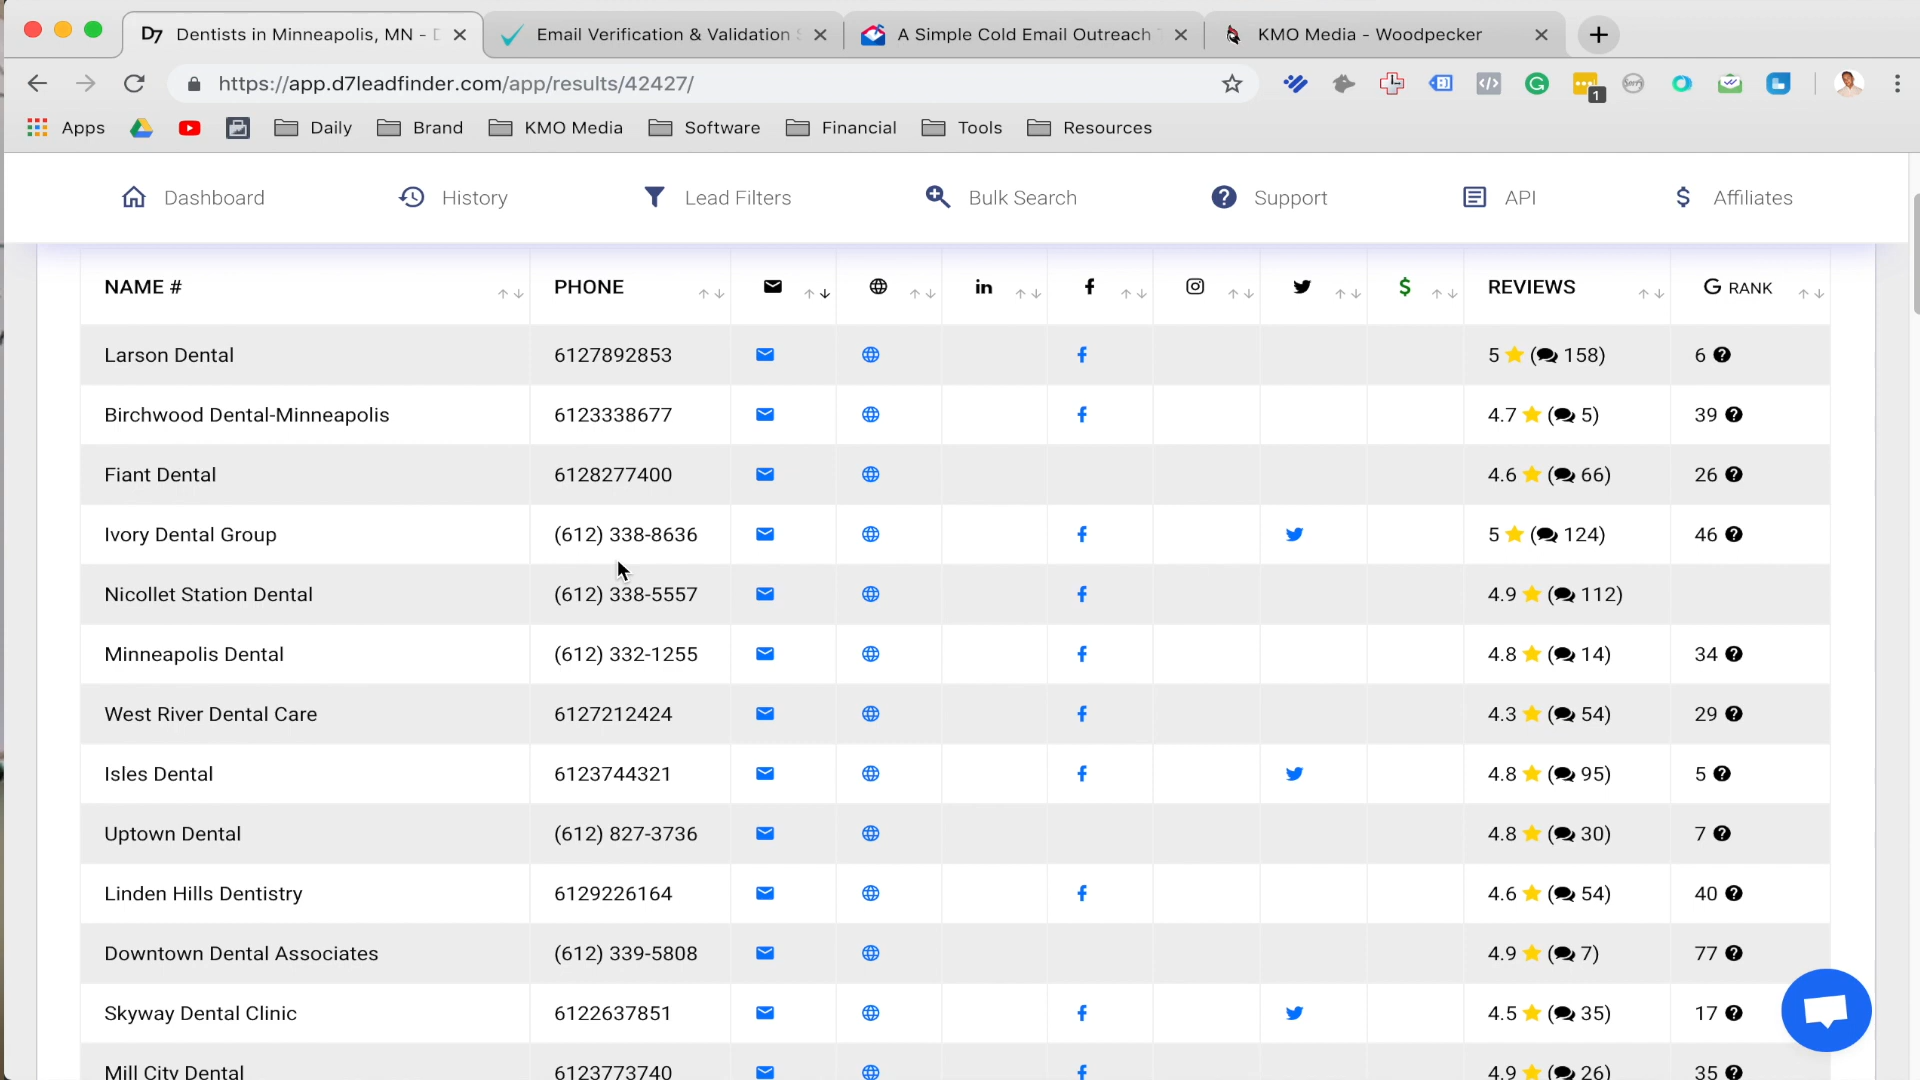 D7 Dentists in Minneapolis, MN - D
Email Verification & Validation S
A Simple Cold Email Outreach T
KMO Media - Woodpecker
https://app.d7leadfinder.com/app/results/42427/
1
Apps Daily Brand KMO Media Software Financial Tools Resources
Dashboard History Lead Filters Bulk Search Support API Affiliates
NAME # PHONE in f $ REVIEWS G RANK
Larson Dental 6127892853 5 (158) 6
Birchwood Dental-Minneapolis 6123338677 4.7 (5) 39
Fiant Dental 6128277400 4.6 (66) 26
Ivory Dental Group (612) 338-8636 5 (124) 46
Nicollet Station Dental (612) 338-5557 4.9 (112)
Minneapolis Dental (612) 332-1255 4.8 (14) 34
West River Dental Care 6127212424 4.3 (54) 29
Isles Dental 6123744321 4.8 (95) 5
Uptown Dental (612) 827-3736 4.8 (30) 7
Linden Hills Dentistry 6129226164 4.6 (54) 40
Downtown Dental Associates (612) 339-5808 4.9 (7) 77
Skyway Dental Clinic 6122637851 4.5 (35) 17
Mill City Dental 6123773740 4.9 (26) 35